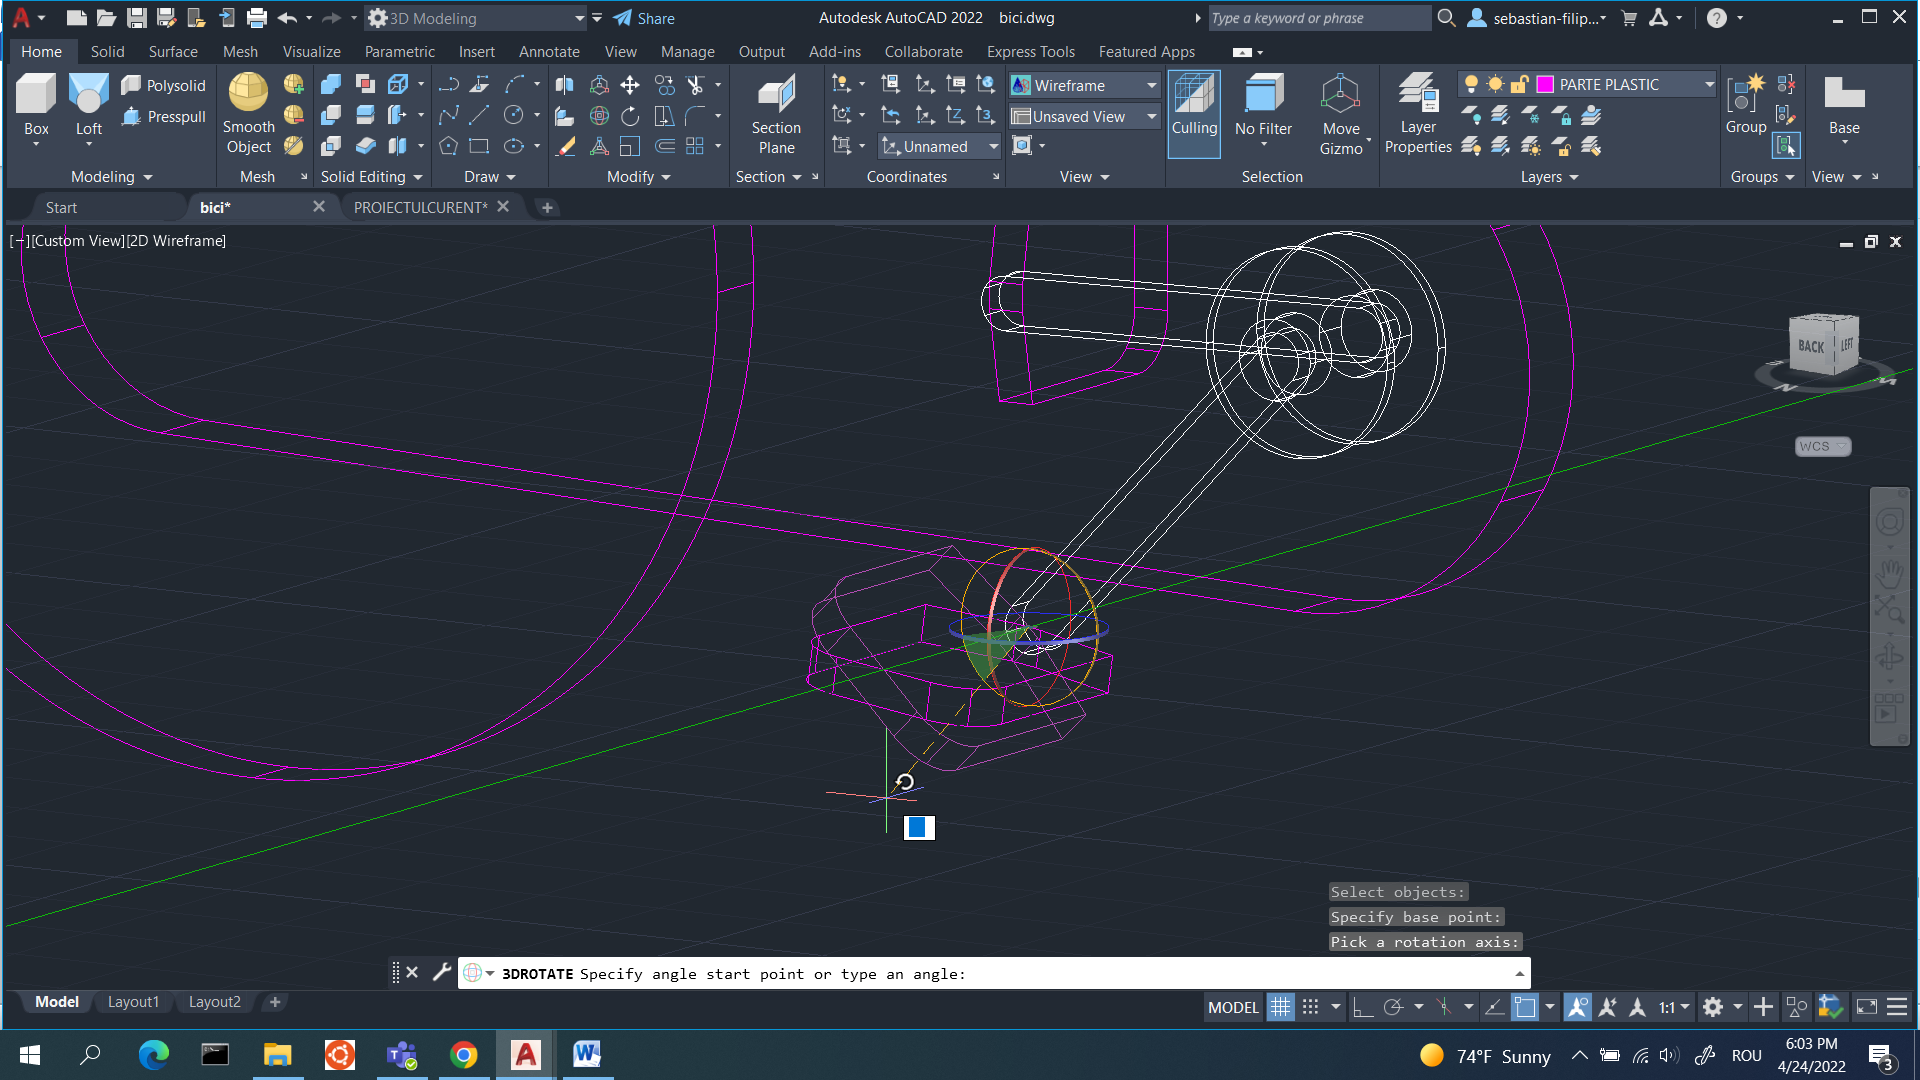 3D Modeling Share Autodesk AutoCAD 2022 bici.dwg Type a keyword or phrase sebastian-filip...
Home Solid Surface Mesh Visualize Parametric Insert Annotate View Manage Output Add-ins Collaborate Express Tools Featured Apps
Box
Loft
Polysolid
Presspull
Modeling
Smooth
Object
Mesh
Solid Editing
Draw
Modify
Section
Plane
Section
Unnamed
Coordinates
Wireframe
Unsaved View
View
Culling
No Filter
Move
Gizmo
Selection
Layer
Properties
PARTE PLASTIC
Layers
Group
Groups
Base
View
Start bici* PROIECTULCURENT*
[−][Custom View][2D Wireframe]
BACK LEFT
N
WCS
Select objects:
Specify base point:
Pick a rotation axis:
3DROTATE Specify angle start point or type an angle:
Model Layout1 Layout2
MODEL 1:1
74°F Sunny
ROU
6:03 PM
4/24/2022
3